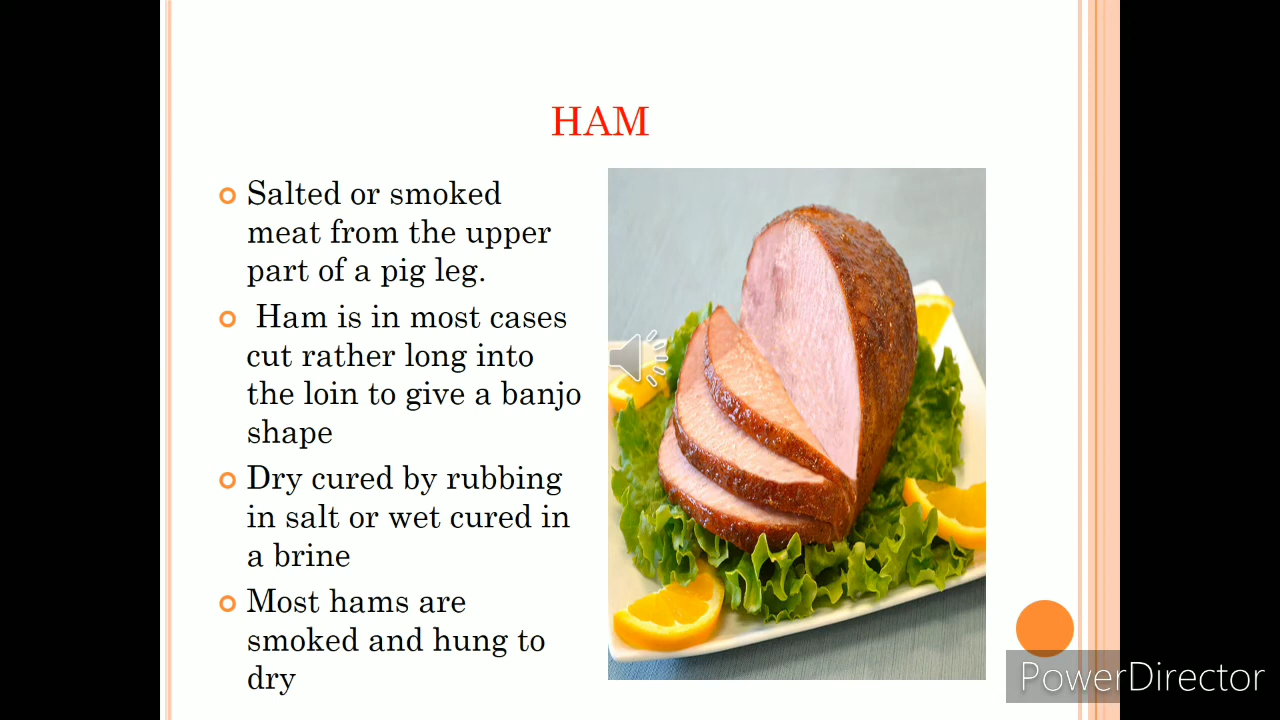 HAM
Salted or smoked
meat from the upper
part of a pig leg.
Ham is in most cases
cut rather long into
the loin to give a banjo
shape
Dry cured by rubbing
in salt or wet cured in
a brine
Most hams are
smoked and hung to
dry
PowerDirector